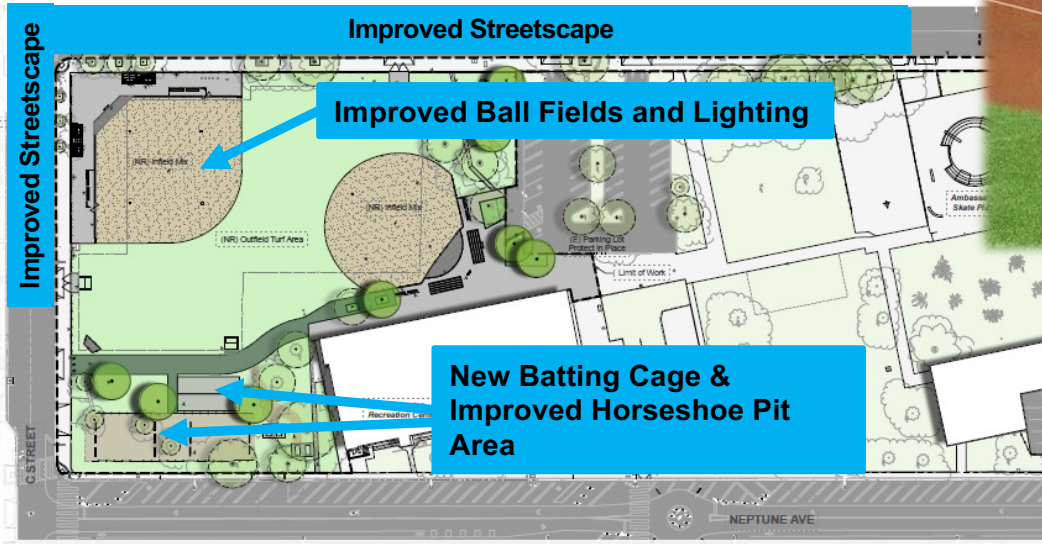 Improved Streetscape
Improved Streetscape
Improved Ball Fields and Lighting
(NR) Infield Mix
(NR) Infield Mix
(NR) Outfield Turf Area
(E) Parking Lot
Protect in Place
Limit of Work
Skate
New Batting Cage &
Improved Horseshoe Pit
Area
Recreation
C STREET
NEPTUNE AVE